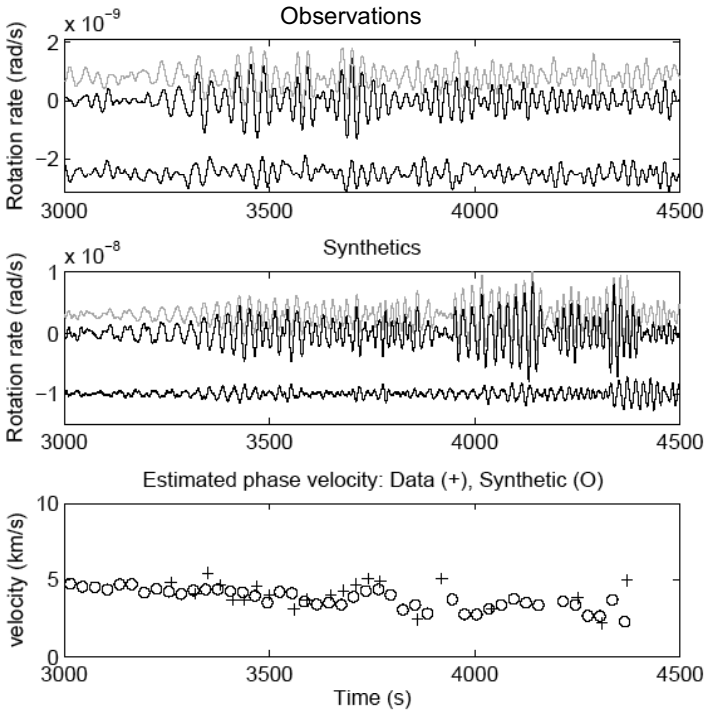 Observations
x 10⁻⁹
Rotation rate (rad/s)
2
0
−2
3000 3500 4000 4500
Synthetics
x 10⁻⁸
Rotation rate (rad/s)
1
0
−1
3000 3500 4000 4500
Estimated phase velocity: Data (+), Synthetic (O)
velocity (km/s)
10
5
0
3000 3500 4000 4500
Time (s)